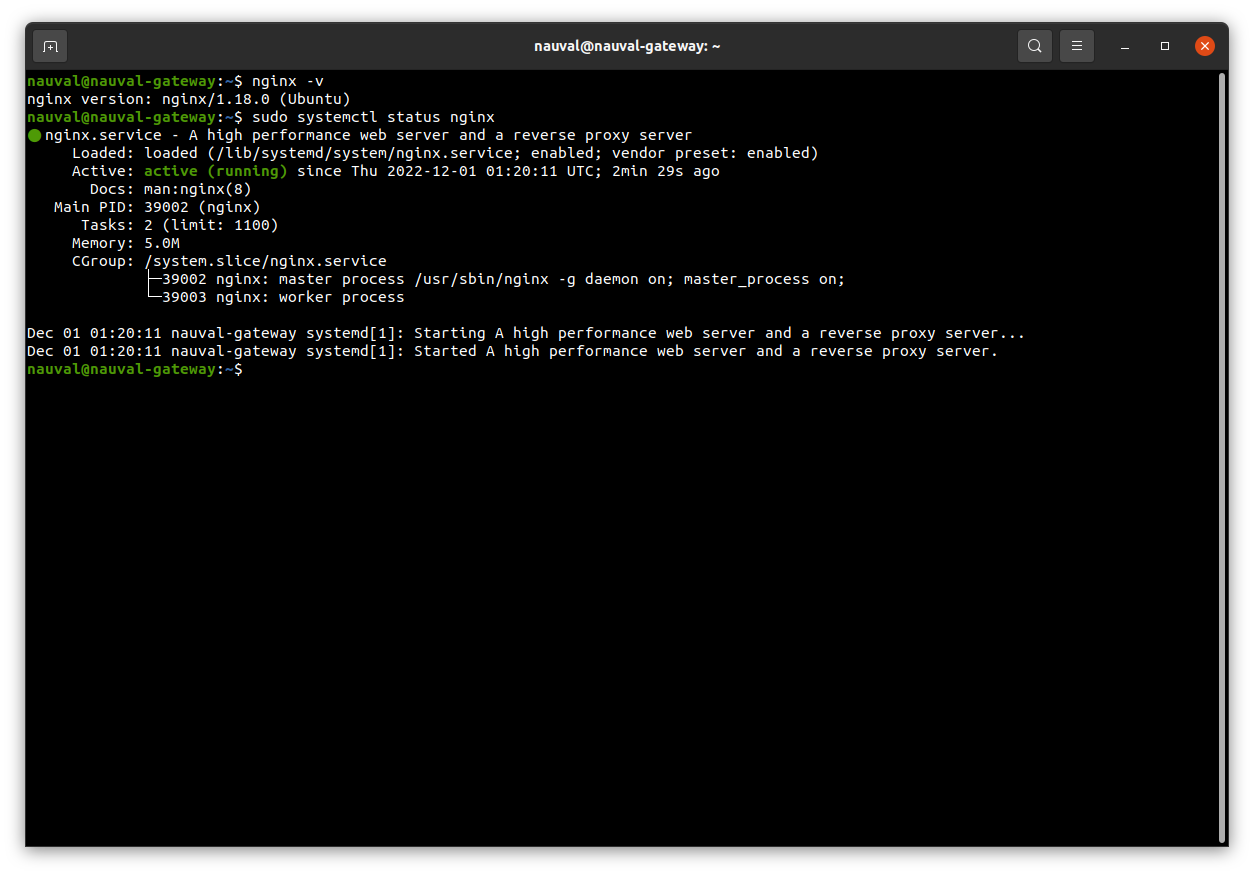 nauval@nauval-gateway: ~
nauval@nauval-gateway:~$ nginx -v
nginx version: nginx/1.18.0 (Ubuntu)
nauval@nauval-gateway:~$ sudo systemctl status nginx
● nginx.service - A high performance web server and a reverse proxy server
     Loaded: loaded (/lib/systemd/system/nginx.service; enabled; vendor preset: enabled)
     Active: active (running) since Thu 2022-12-01 01:20:11 UTC; 2min 29s ago
       Docs: man:nginx(8)
   Main PID: 39002 (nginx)
      Tasks: 2 (limit: 1100)
     Memory: 5.0M
     CGroup: /system.slice/nginx.service
             ├─39002 nginx: master process /usr/sbin/nginx -g daemon on; master_process on;
             └─39003 nginx: worker process
Dec 01 01:20:11 nauval-gateway systemd[1]: Starting A high performance web server and a reverse proxy server...
Dec 01 01:20:11 nauval-gateway systemd[1]: Started A high performance web server and a reverse proxy server.
nauval@nauval-gateway:~$